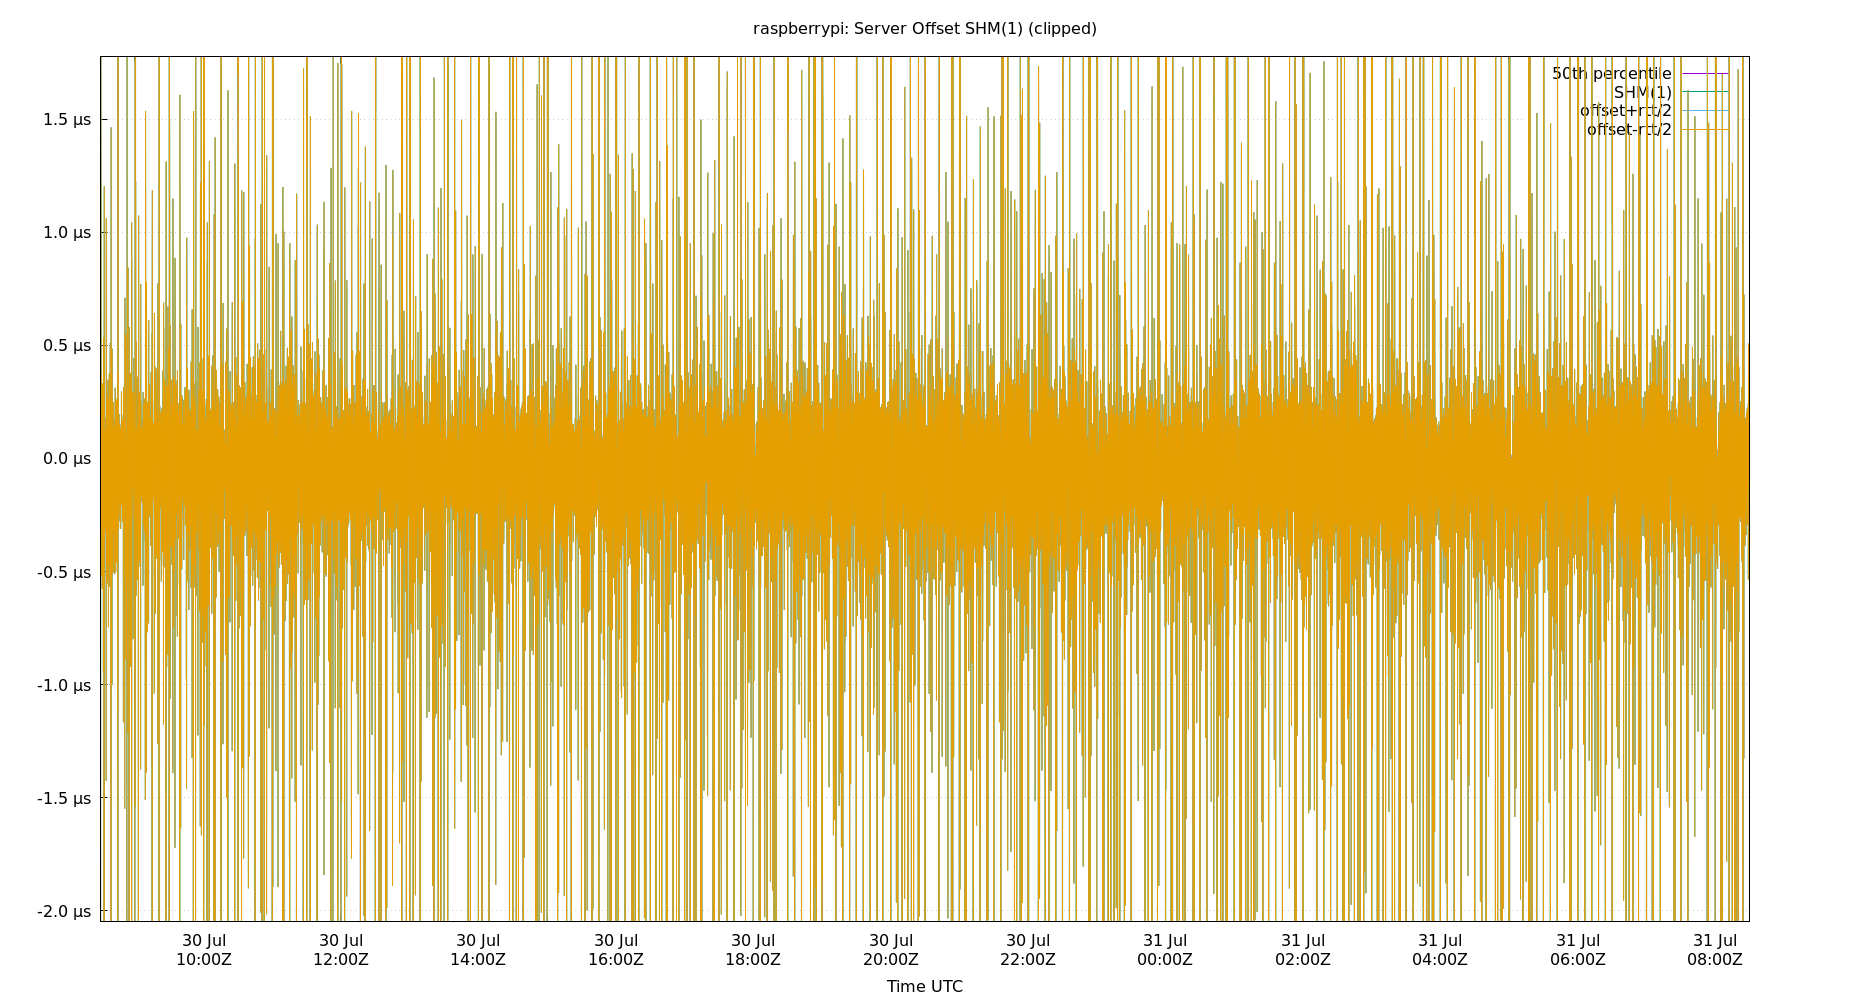 raspberrypi: Server Offset SHM(1) (clipped)
50th percentile
SHM(1)
offset+rtt/2
offset-rtt/2
1.5 µs
1.0 µs
0.5 µs
0.0 µs
-0.5 µs
-1.0 µs
-1.5 µs
-2.0 µs
30 Jul 30 Jul 30 Jul 30 Jul 30 Jul 30 Jul 30 Jul 31 Jul 31 Jul 31 Jul 31 Jul 31 Jul
10:00Z 12:00Z 14:00Z 16:00Z 18:00Z 20:00Z 22:00Z 00:00Z 02:00Z 04:00Z 06:00Z 08:00Z
Time UTC